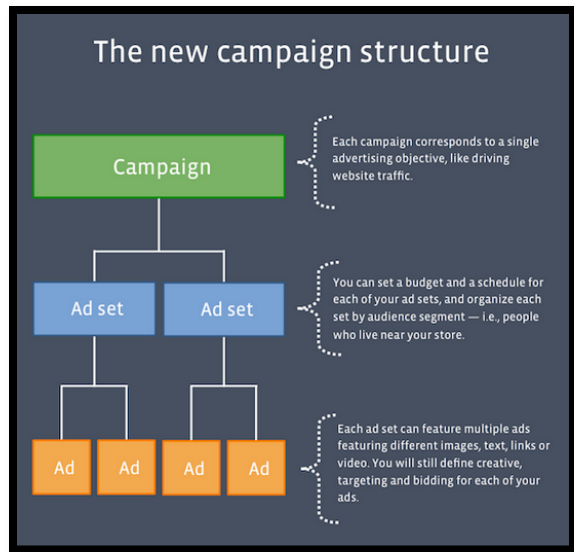 The new campaign structure
Campaign
Each campaign corresponds to a single
advertising objective, like driving
website traffic.
Ad set
Ad set
You can set a budget and a schedule for
each of your ad sets, and organize each
set by audience segment — i.e., people
who live near your store.
Ad
Ad
Ad
Ad
Each ad set can feature multiple ads
featuring different images, text, links or
video. You will still define creative,
targeting and bidding for each of your
ads.